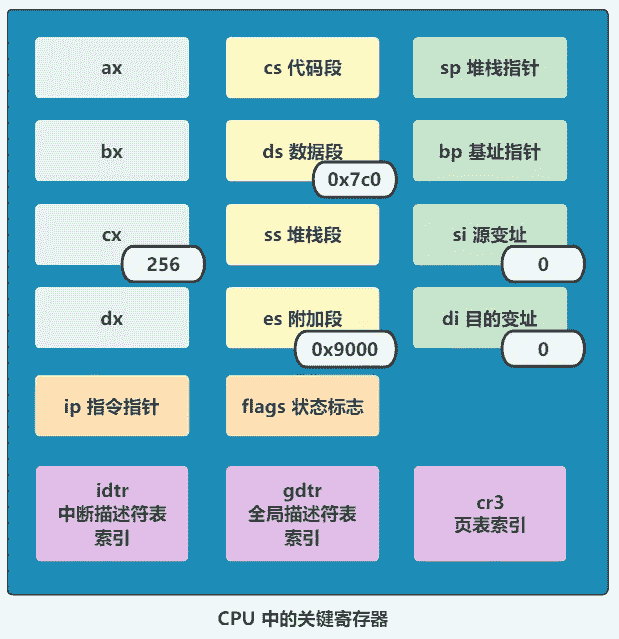 ax
cs 代码段
sp 堆栈指针
bx
ds 数据段
0x7c0
bp 基址指针
cx
256
ss 堆栈段
si 源变址
0
dx
es 附加段
0x9000
di 目的变址
0
ip 指令指针
flags 状态标志
idtr
中断描述符表
索引
gdtr
全局描述符表
索引
cr3
页表索引
CPU 中的关键寄存器